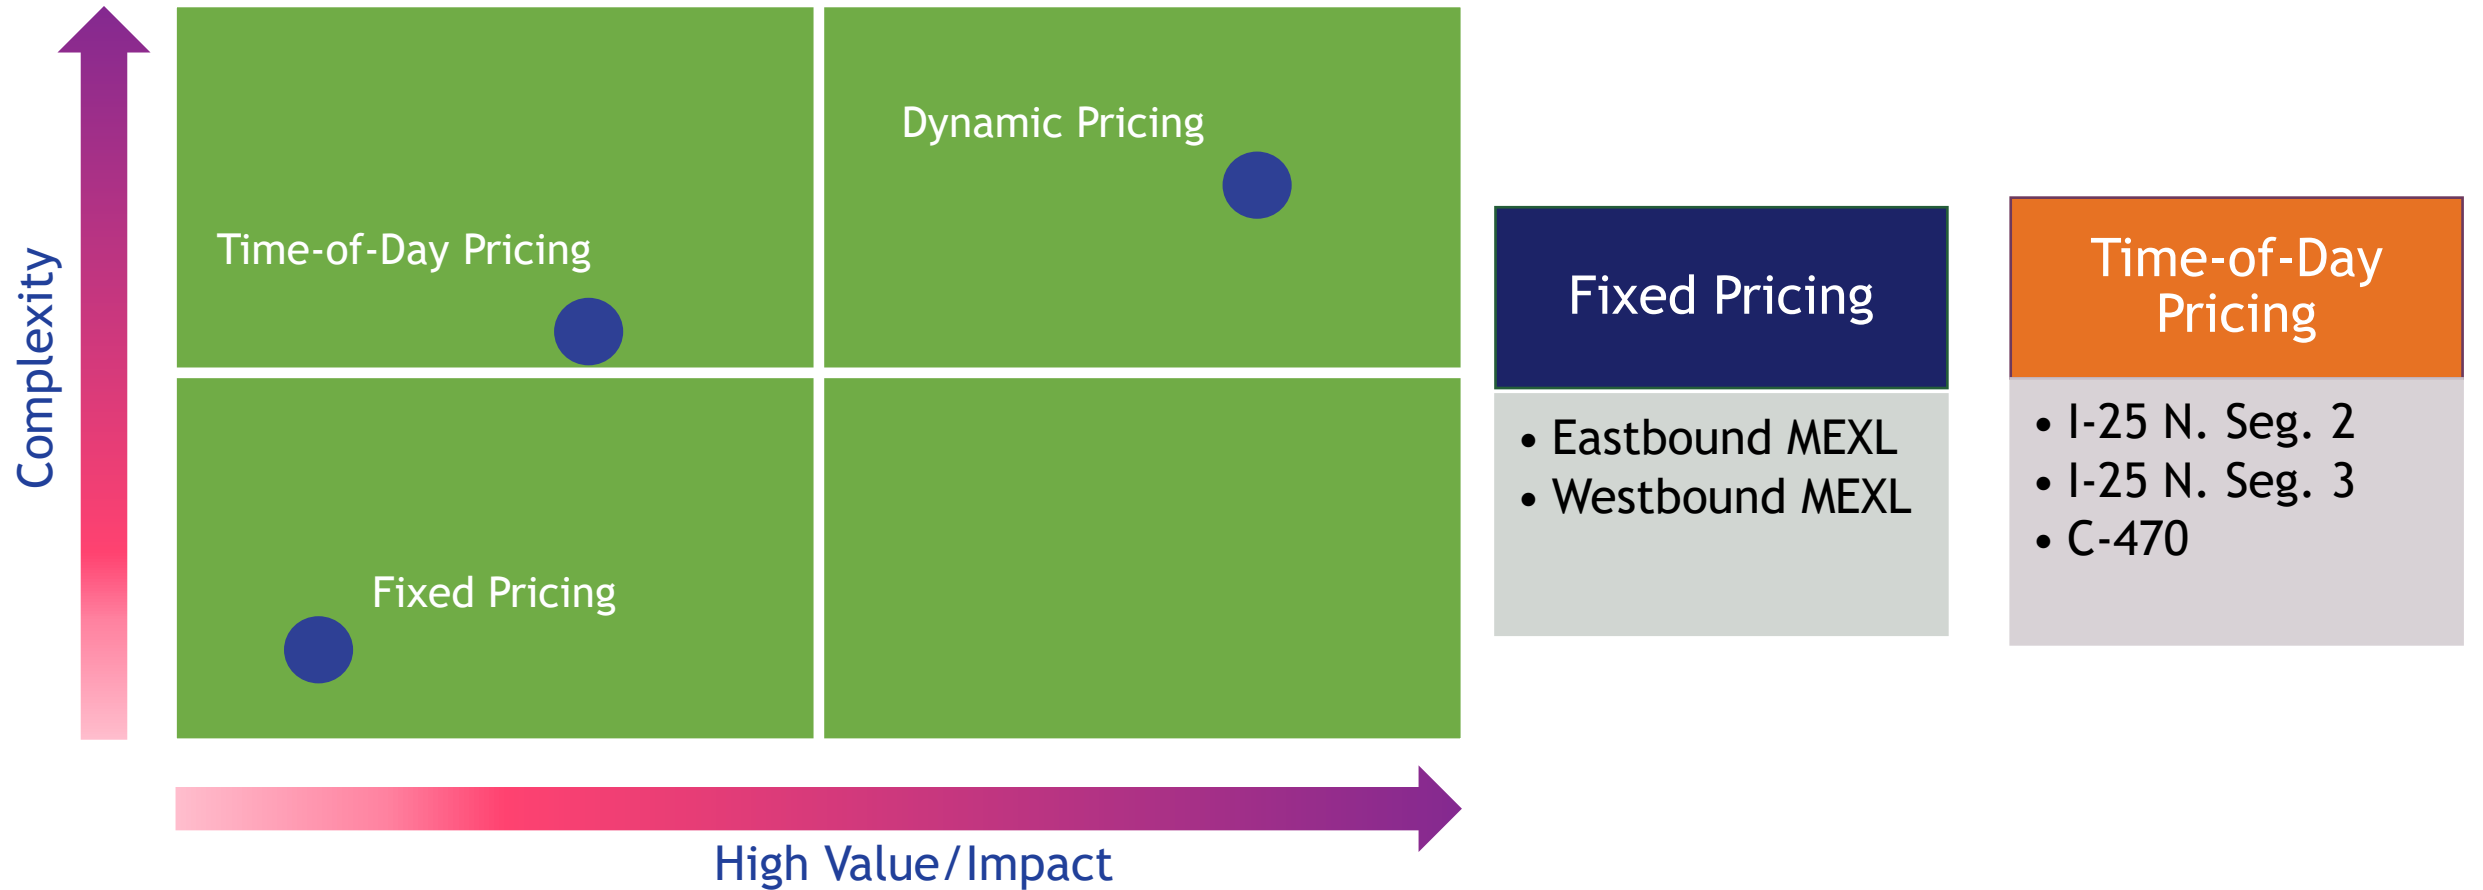 Complexity
Dynamic Pricing
Time-of-Day Pricing
Fixed Pricing
High Value/Impact
Fixed Pricing
• Eastbound MEXL
• Westbound MEXL
Time-of-Day
Pricing
• I-25 N. Seg. 2
• I-25 N. Seg. 3
• C-470